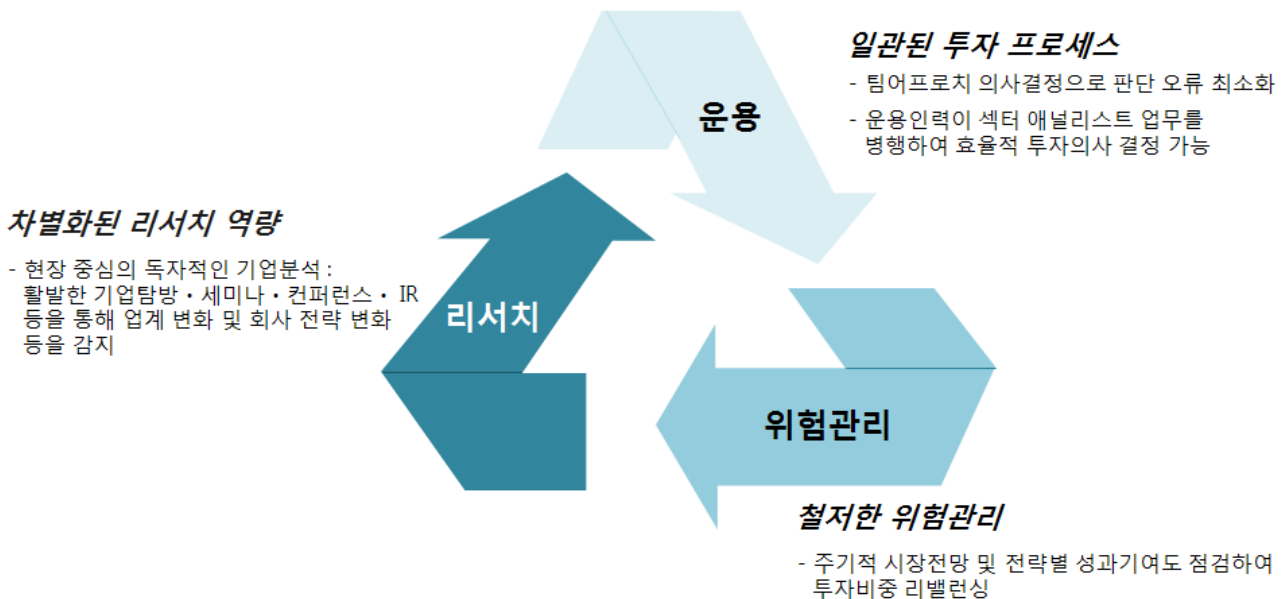 일관된 투자 프로세스
- 팀어프로치 의사결정으로 판단 오류 최소화
- 운용인력이 섹터 애널리스트 업무를
병행하여 효율적 투자의사 결정 가능
운용
차별화된 리서치 역량
- 현장 중심의 독자적인 기업분석 :
활발한 기업탐방・세미나・컨퍼런스・ IR
등을 통해 업계 변화 및 회사 전략 변화
등을 감지
리서치
위험관리
철저한 위험관리
- 주기적 시장전망 및 전략별 성과기여도 점검하여
투자비중 리밸런싱